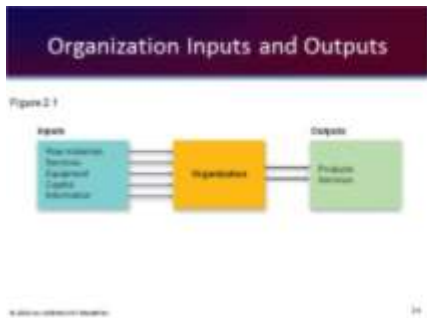 Organization Inputs and Outputs
Figure 2.1
Inputs
Outputs
Raw materials
Services
Equipment
Capital
Information
Organization
Products
Services